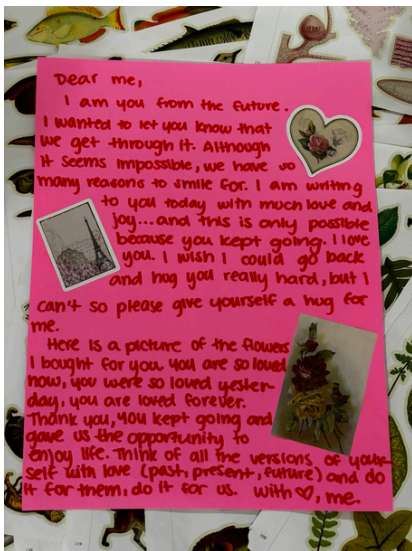 Dear me,
I am you from the future.
I wanted to let you know that
we get through it. Although
it seems impossible, we have so
many reasons to smile for. I am writing
to you today with much love and
joy...and this is only possible
because you kept going. I love
you. I wish I could go back
and hug you really hard, but I
can't so please give yourself a hug for
me.
Here is a picture of the flowers
I bought for you. You are so loved
now, you were so loved yester-
day, you are loved forever.
Thank you, you kept going and
gave us the opportunity to
enjoy life. Think of all the versions of your-
self with love (past, present, future) and do
it for them, do it for us. With ♡, me.